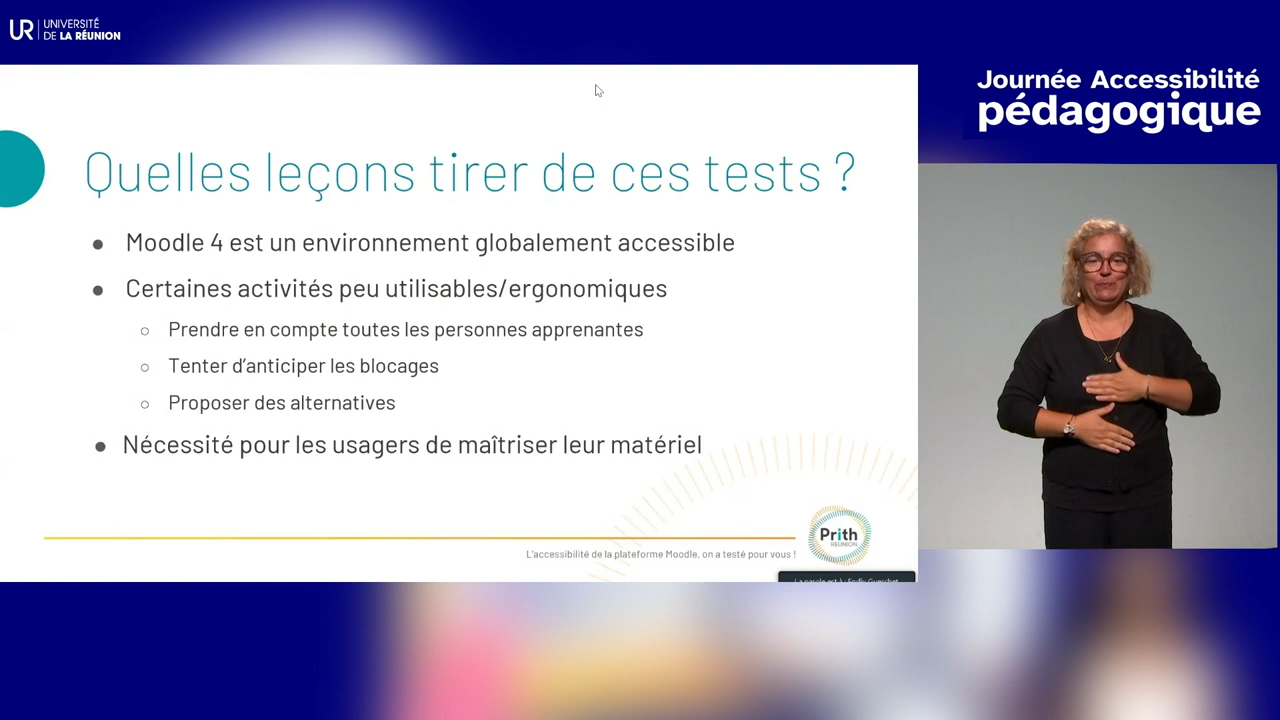 UR UNIVERSITÉ
DE LA RÉUNION
Journée Accessibilité
pédagogique
Quelles leçons tirer de ces tests ?
Moodle 4 est un environnement globalement accessible
Certaines activités peu utilisables/ergonomiques
Prendre en compte toutes les personnes apprenantes
Tenter d’anticiper les blocages
Proposer des alternatives
Nécessité pour les usagers de maîtriser leur matériel
Prith
RÉUNION
L'accessibilité de la plateforme Moodle, on a testé pour vous !
La parole est à :